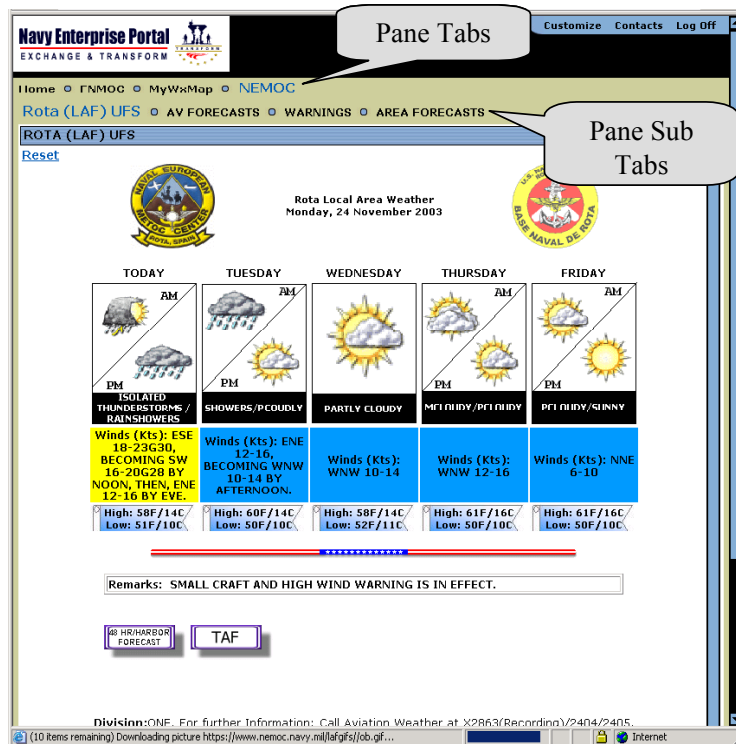 Navy Enterprise Portal
EXCHANGE & TRANSFORM
TRANSFORM
Pane Tabs
Customize Contacts Log Off
Home FNMOC MyWxMap NEMOC
Rota (LAF) UFS AV FORECASTS WARNINGS AREA FORECASTS
Pane Sub
Tabs
ROTA (LAF) UFS
Reset
NAVAL EUROPEAN
METOC CENTER
ROTA, SPAIN
Rota Local Area Weather
Monday, 24 November 2003
BASE NAVAL DE ROTA
TODAY TUESDAY WEDNESDAY THURSDAY FRIDAY
AM AM AM AM
PM PM PM PM
ISOLATED
THUNDERSTORMS /
RAINSHOWERS
SHOWERS/PCOUDLY
PARTLY CLOUDY
MCLOUDY/PCLOUDY
PCLOUDY/SUNNY
Winds (Kts): ESE
18-23G30,
BECOMING SW
16-20G28 BY
NOON, THEN, ENE
12-16 BY EVE.
Winds (Kts): ENE
12-16,
BECOMING WNW
10-14 BY
AFTERNOON.
Winds (Kts):
WNW 10-14
Winds (Kts):
WNW 12-16
Winds (Kts): NNE
6-10
High: 58F/14C
Low: 51F/10C
High: 60F/14C
Low: 50F/10C
High: 58F/14C
Low: 52F/11C
High: 61F/16C
Low: 50F/10C
High: 61F/16C
Low: 50F/10C
Remarks: SMALL CRAFT AND HIGH WIND WARNING IS IN EFFECT.
48 HR/HARBOR
FORECAST
TAF
Division:ONE. For further Information: Call Aviation Weather at X2863(Recording)/2404/2405.
(10 items remaining) Downloading picture https://www.nemoc.navy.mil/lafgifs//ob.gif...
Internet